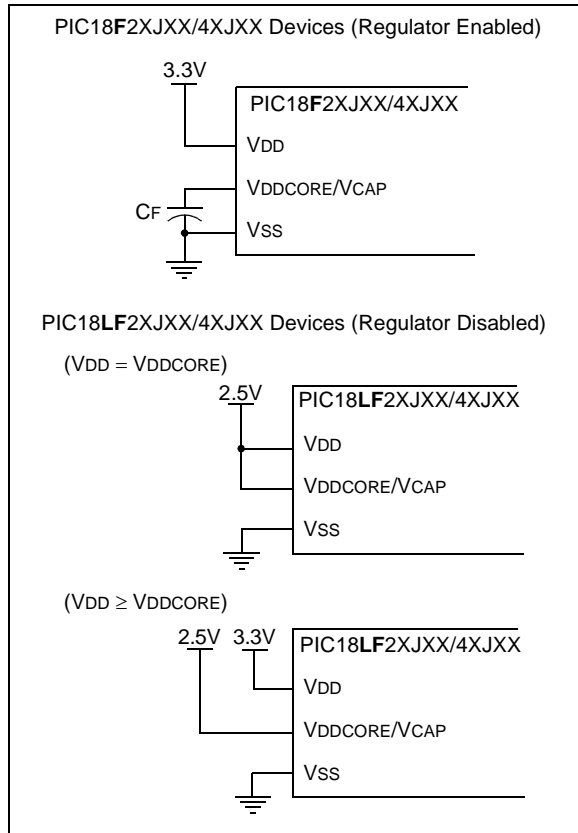 PIC18F2XJXX/4XJXX Devices (Regulator Enabled)
3.3V
PIC18F2XJXX/4XJXX
VDD
VDDCORE/VCAP
CF
VSS
PIC18LF2XJXX/4XJXX Devices (Regulator Disabled)
(VDD = VDDCORE)
2.5V
PIC18LF2XJXX/4XJXX
VDD
VDDCORE/VCAP
VSS
(VDD ≥ VDDCORE)
2.5V 3.3V
PIC18LF2XJXX/4XJXX
VDD
VDDCORE/VCAP
VSS